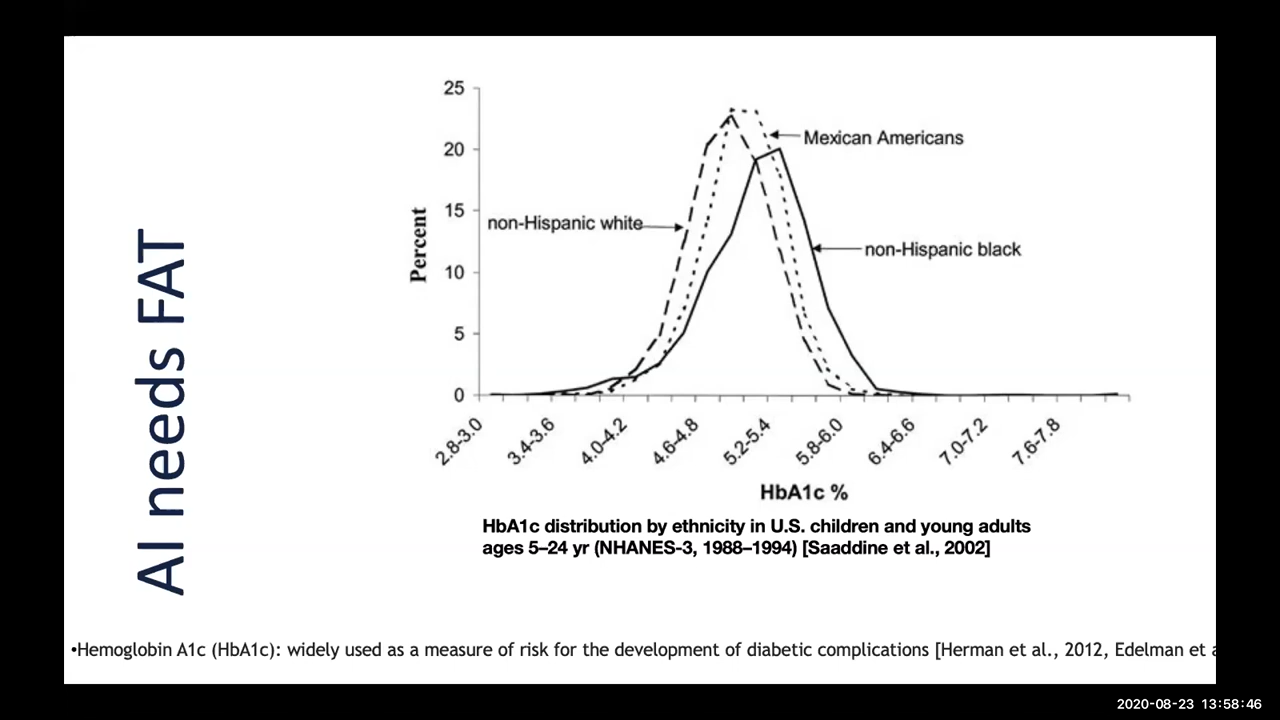 AI needs FAT
25
20
15
10
5
0
Percent
Mexican Americans
non-Hispanic white
non-Hispanic black
2.8-3.0
3.4-3.6
4.0-4.2
4.6-4.8
5.2-5.4
5.8-6.0
6.4-6.6
7.0-7.2
7.6-7.8
HbA1c %
HbA1c distribution by ethnicity in U.S. children and young adults
ages 5–24 yr (NHANES-3, 1988–1994) [Saaddine et al., 2002]
•Hemoglobin A1c (HbA1c): widely used as a measure of risk for the development of diabetic complications [Herman et al., 2012, Edelman et
2020-08-23 13:58:46